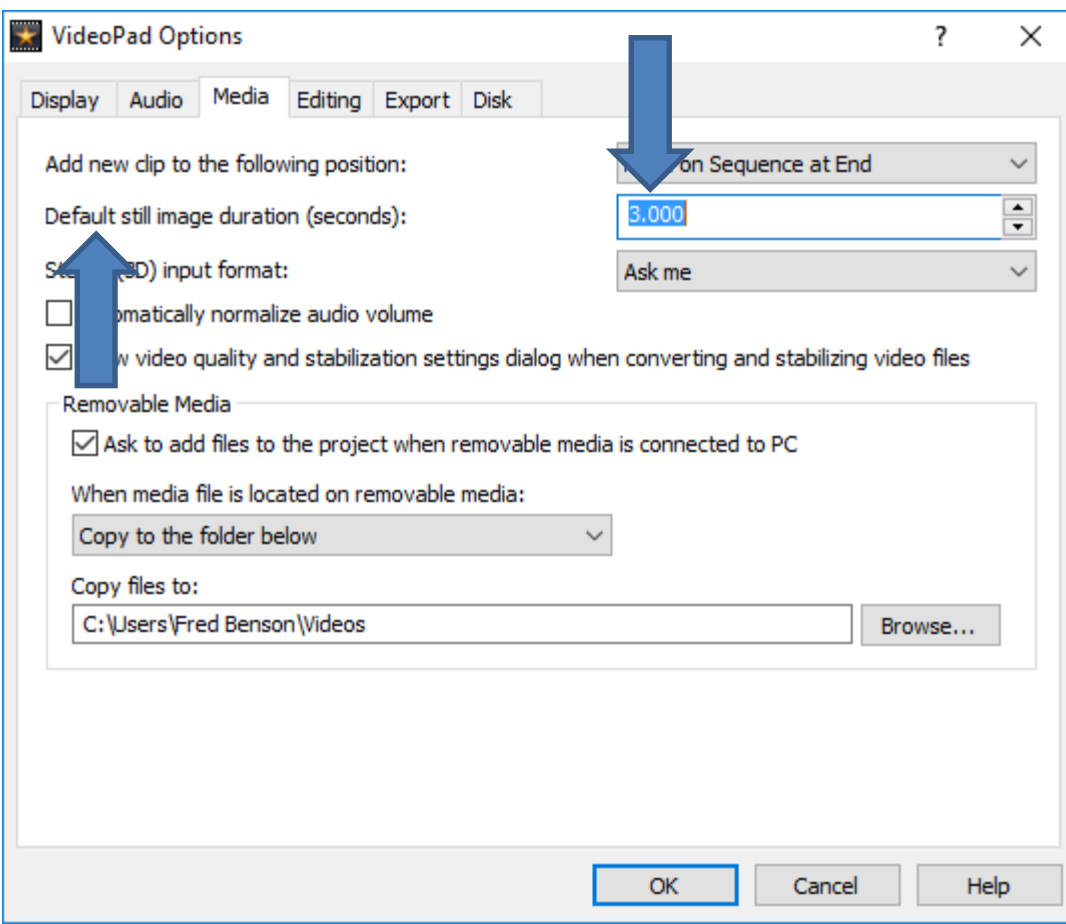 VideoPad Options ?
Display Audio Media Editing Export Disk
Add new clip to the following position: on Sequence at End
Default still image duration (seconds): 3.000
input format: Ask me
normalize audio volume
video quality and stabilization settings dialog when converting and stabilizing video files
Removable Media
Ask to add files to the project when removable media is connected to PC
When media file is located on removable media:
Copy to the folder below
Copy files to:
C:\Users\Fred Benson\Videos Browse...
OK Cancel Help